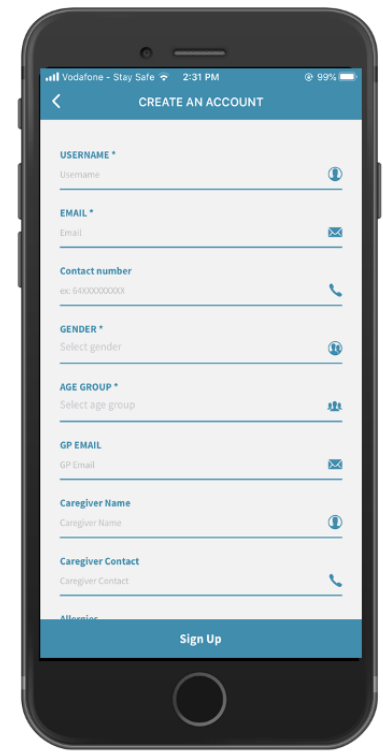 Vodafone - Stay Safe 2:31 PM 99%
CREATE AN ACCOUNT
USERNAME *
Username
EMAIL *
Email
Contact number
ex: 64XXXXXXXXX
GENDER *
Select gender
AGE GROUP *
Select age group
GP EMAIL
GP Email
Caregiver Name
Caregiver Name
Caregiver Contact
Caregiver Contact
Allergies
Sign Up